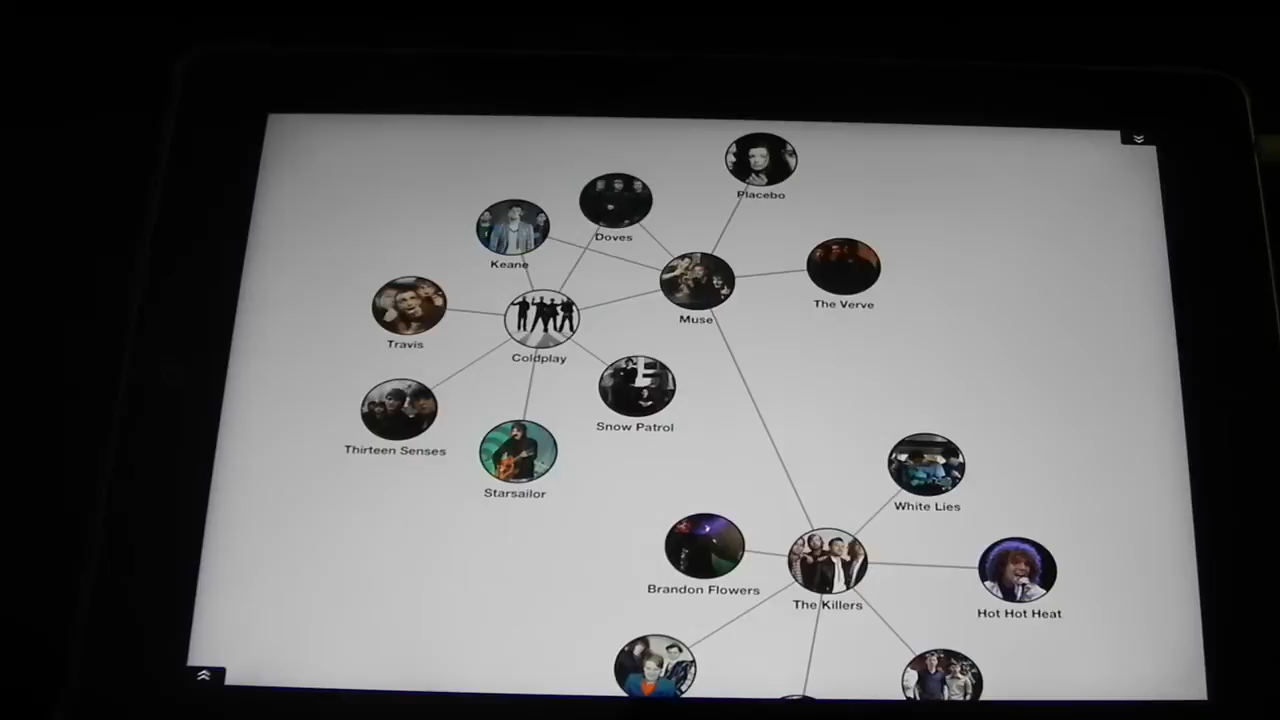 Placebo
Doves
Keane
The Verve
Muse
Travis
Coldplay
Snow Patrol
Thirteen Senses
Starsailor
White Lies
Brandon Flowers
The Killers
Hot Hot Heat